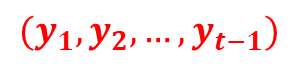 (y₁, y₂, …, yₜ₋₁)